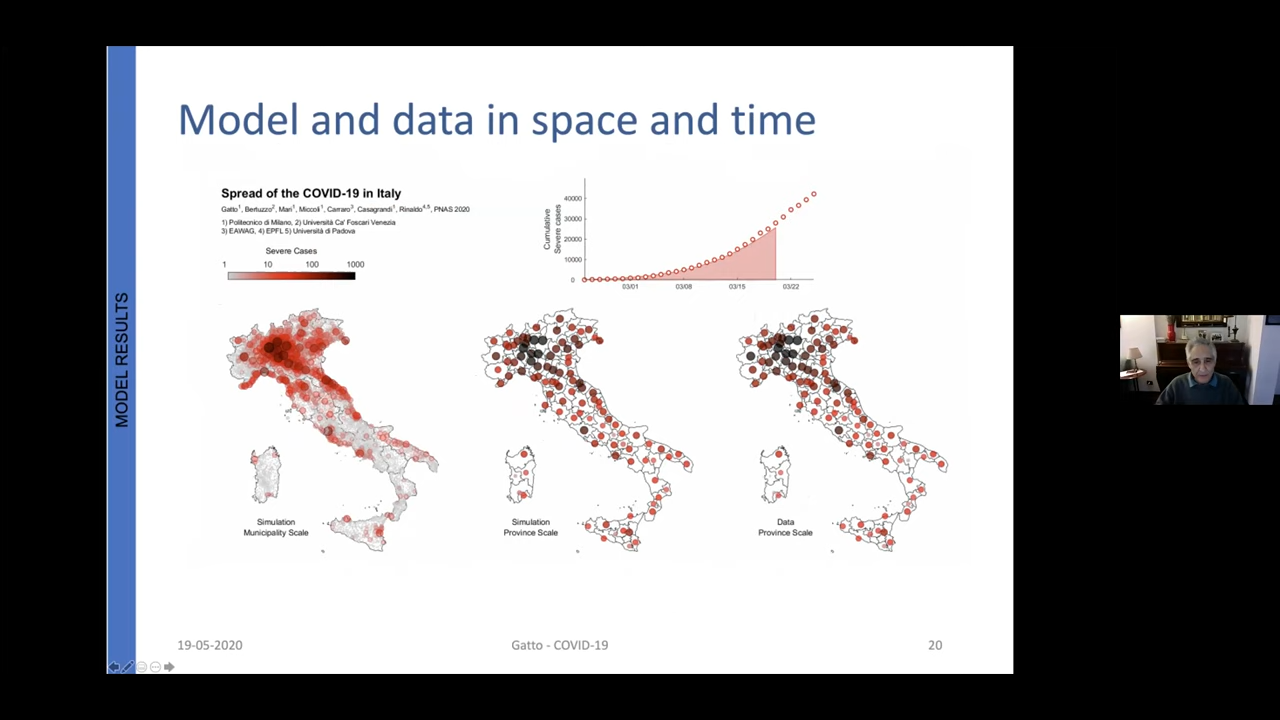 Model and data in space and time
MODEL RESULTS
Spread of the COVID-19 in Italy
Gatto1, Bertuzzo2, Mari1, Miccoli1, Carraro3, Casagrandi1, Rinaldo4,5, PNAS 2020
1) Politecnico di Milano, 2) Università Ca' Foscari Venezia
3) EAWAG, 4) EPFL 5) Università di Padova
Severe Cases
1 10 100 1000
Cumulative
Severe cases
40000
30000
20000
10000
0
03/01 03/08 03/15 03/22
Simulation
Municipality Scale
Simulation
Province Scale
Data
Province Scale
19-05-2020
Gatto - COVID-19
20